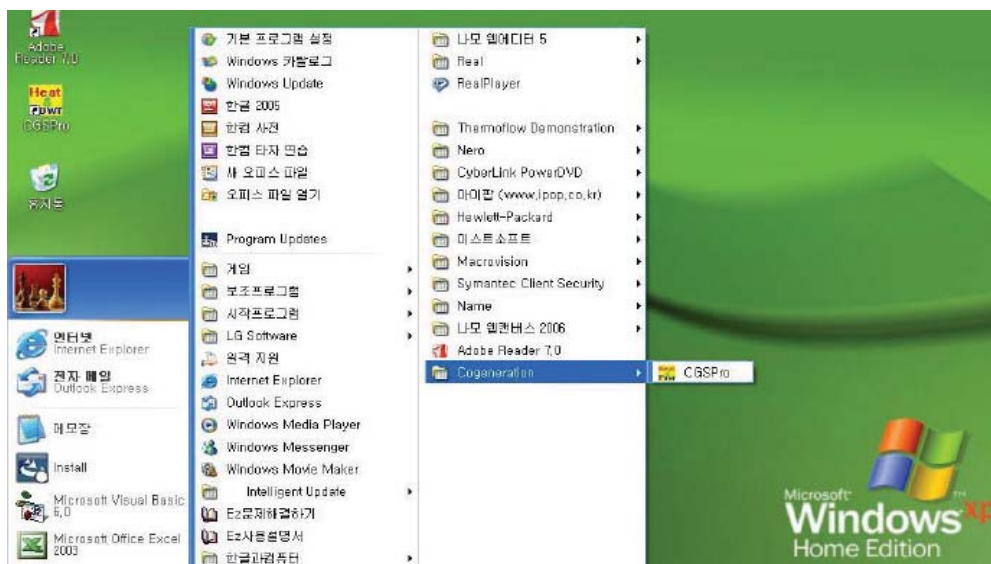 Adobe
Reader 7.0
Heat
CGSPro
휴지통
인터넷
Internet Explorer
전자 메일
Outlook Express
메모장
Install
Microsoft Visual Basic
6.0
Microsoft Office Excel
2003
기본 프로그램 설정
Windows 카탈로그
Windows Update
한글 2005
한컴 사전
한컴 타자 연습
새 오피스 파일
오피스 파일 열기
Program Updates
게임
보조프로그램
시작프로그램
LG Software
원격 지원
Internet Explorer
Outlook Express
Windows Media Player
Windows Messenger
Windows Movie Maker
Intelligent Update
Ez문제해결하기
Ez사용설명서
한글과컴퓨터
나모 웹에디터 5
Real
RealPlayer
Thermoflow Demonstration
Nero
CyberLink PowerDVD
아이팝 (www.ipop.co.kr)
Hewlett-Packard
이스트소프트
Macrovision
Symantec Client Security
Name
나모 웹캔버스 2006
Adobe Reader 7.0
Cogeneration
CGSPro
Microsoft
Windows xp
Home Edition